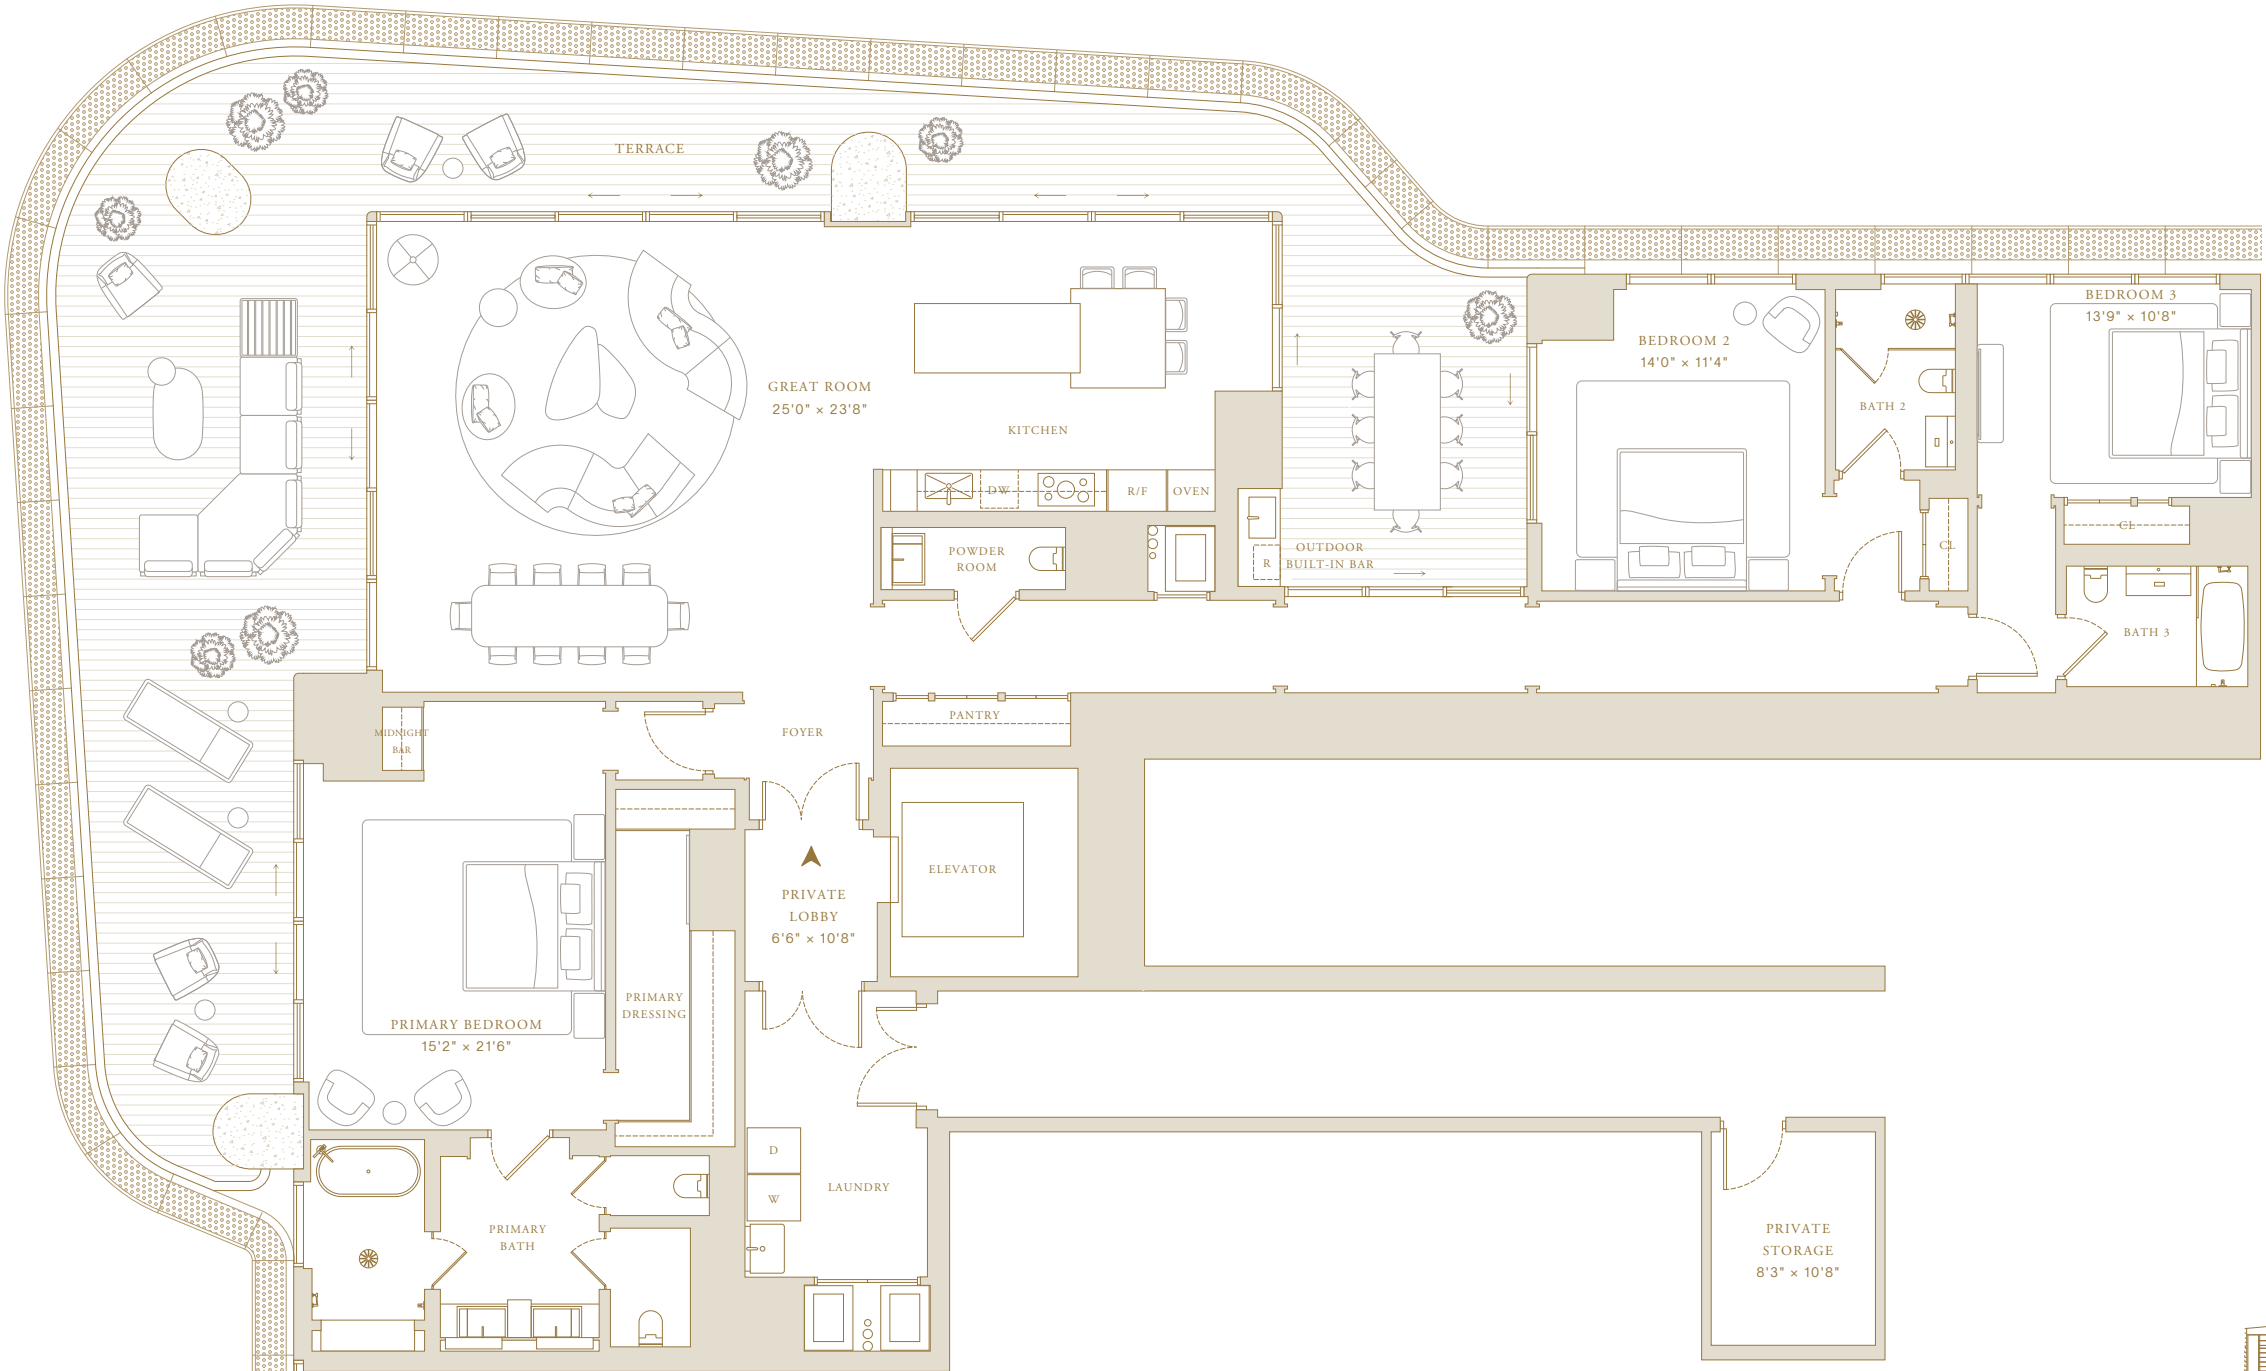 TERRACE
BEDROOM 3
13'9" × 10'8"
BEDROOM 2
14'0" × 11'4"
GREAT ROOM
25'0" × 23'8"
BATH 2
KITCHEN
DW
R/F
OVEN
CL
CL
OUTDOOR
BUILT-IN BAR
R
POWDER
ROOM
BATH 3
PANTRY
FOYER
MIDNIGHT
BAR
ELEVATOR
PRIVATE
LOBBY
6'6" × 10'8"
PRIMARY
DRESSING
PRIMARY BEDROOM
15'2" × 21'6"
D
W
LAUNDRY
PRIMARY
BATH
PRIVATE
STORAGE
8'3" × 10'8"